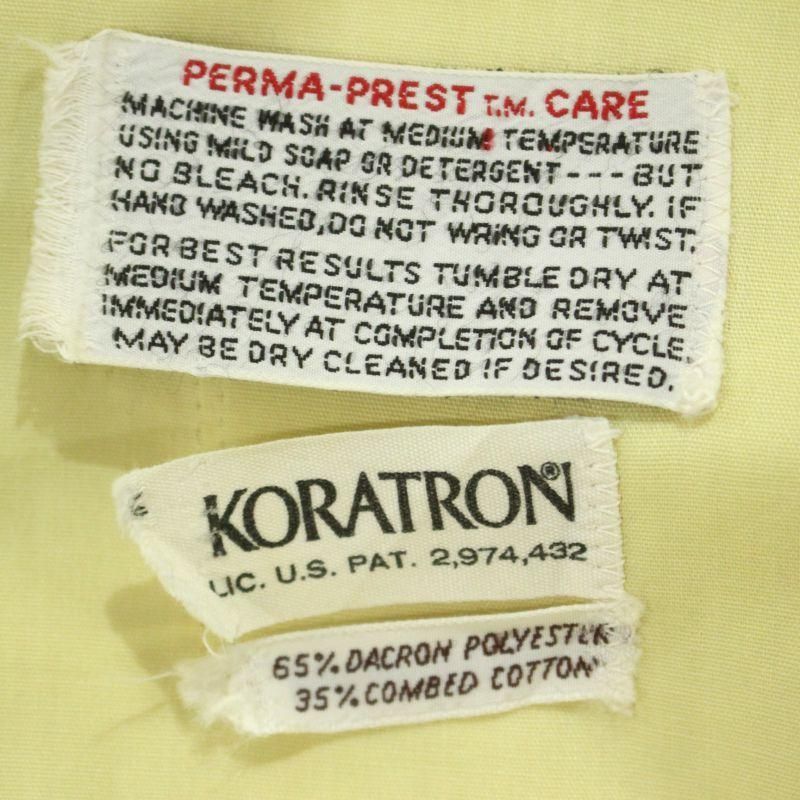 PERMA-PREST T.M. CARE
MACHINE WASH AT MEDIUM TEMPERATURE
USING MILD SOAP OR DETERGENT---BUT
NO BLEACH. RINSE THOROUGHLY. IF
HAND WASHED, DO NOT WRING OR TWIST.
FOR BEST RESULTS TUMBLE DRY AT
MEDIUM TEMPERATURE AND REMOVE
IMMEDIATELY AT COMPLETION OF CYCLE.
MAY BE DRY CLEANED IF DESIRED.
KORATRON®
LIC. U.S. PAT. 2,974,432
65% DACRON POLYESTER
35% COMBED COTTON